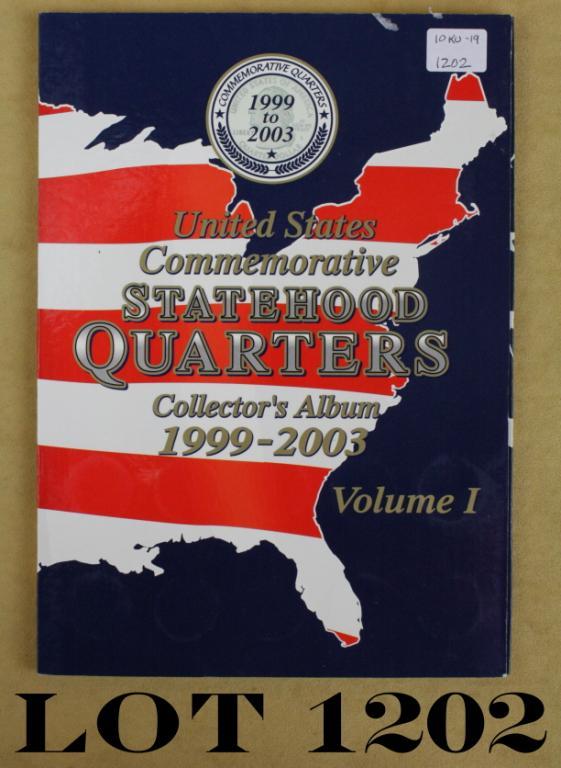 10KU-19
1202
COMMEMORATIVE QUARTERS
1999
to
2003
United States
Commemorative
STATEHOOD
QUARTERS
Collector's Album
1999-2003
Volume I
LOT 1202